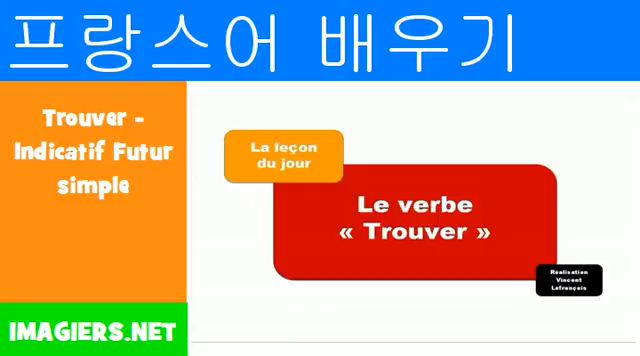 프랑스어 배우기
Trouver -
Indicatif Futur
simple
La leçon
du jour
Le verbe
« Trouver »
Réalisation
Vincent
Lefrançais
IMAGIERS.NET